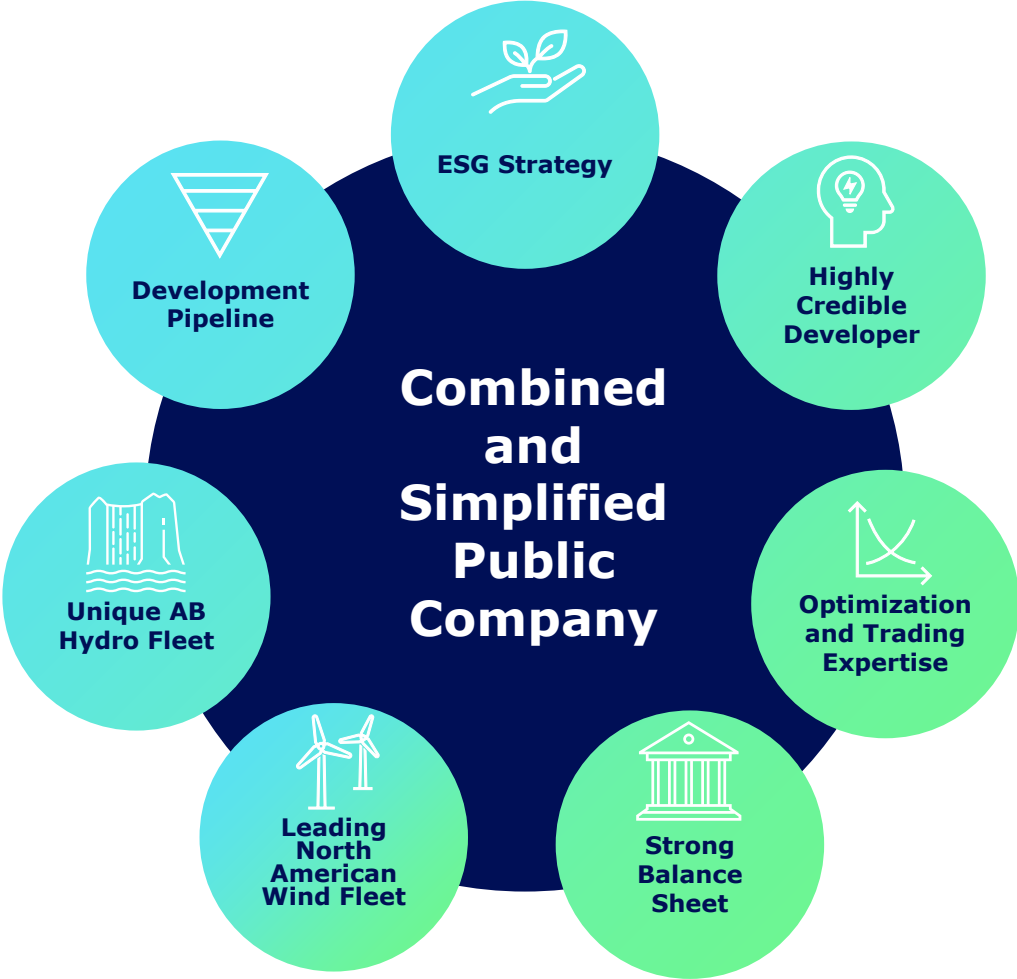 ESG Strategy
Highly
Credible
Developer
Optimization
and Trading
Expertise
Strong
Balance
Sheet
Leading
North
American
Wind Fleet
Unique AB
Hydro Fleet
Development
Pipeline
Combined
and
Simplified
Public
Company